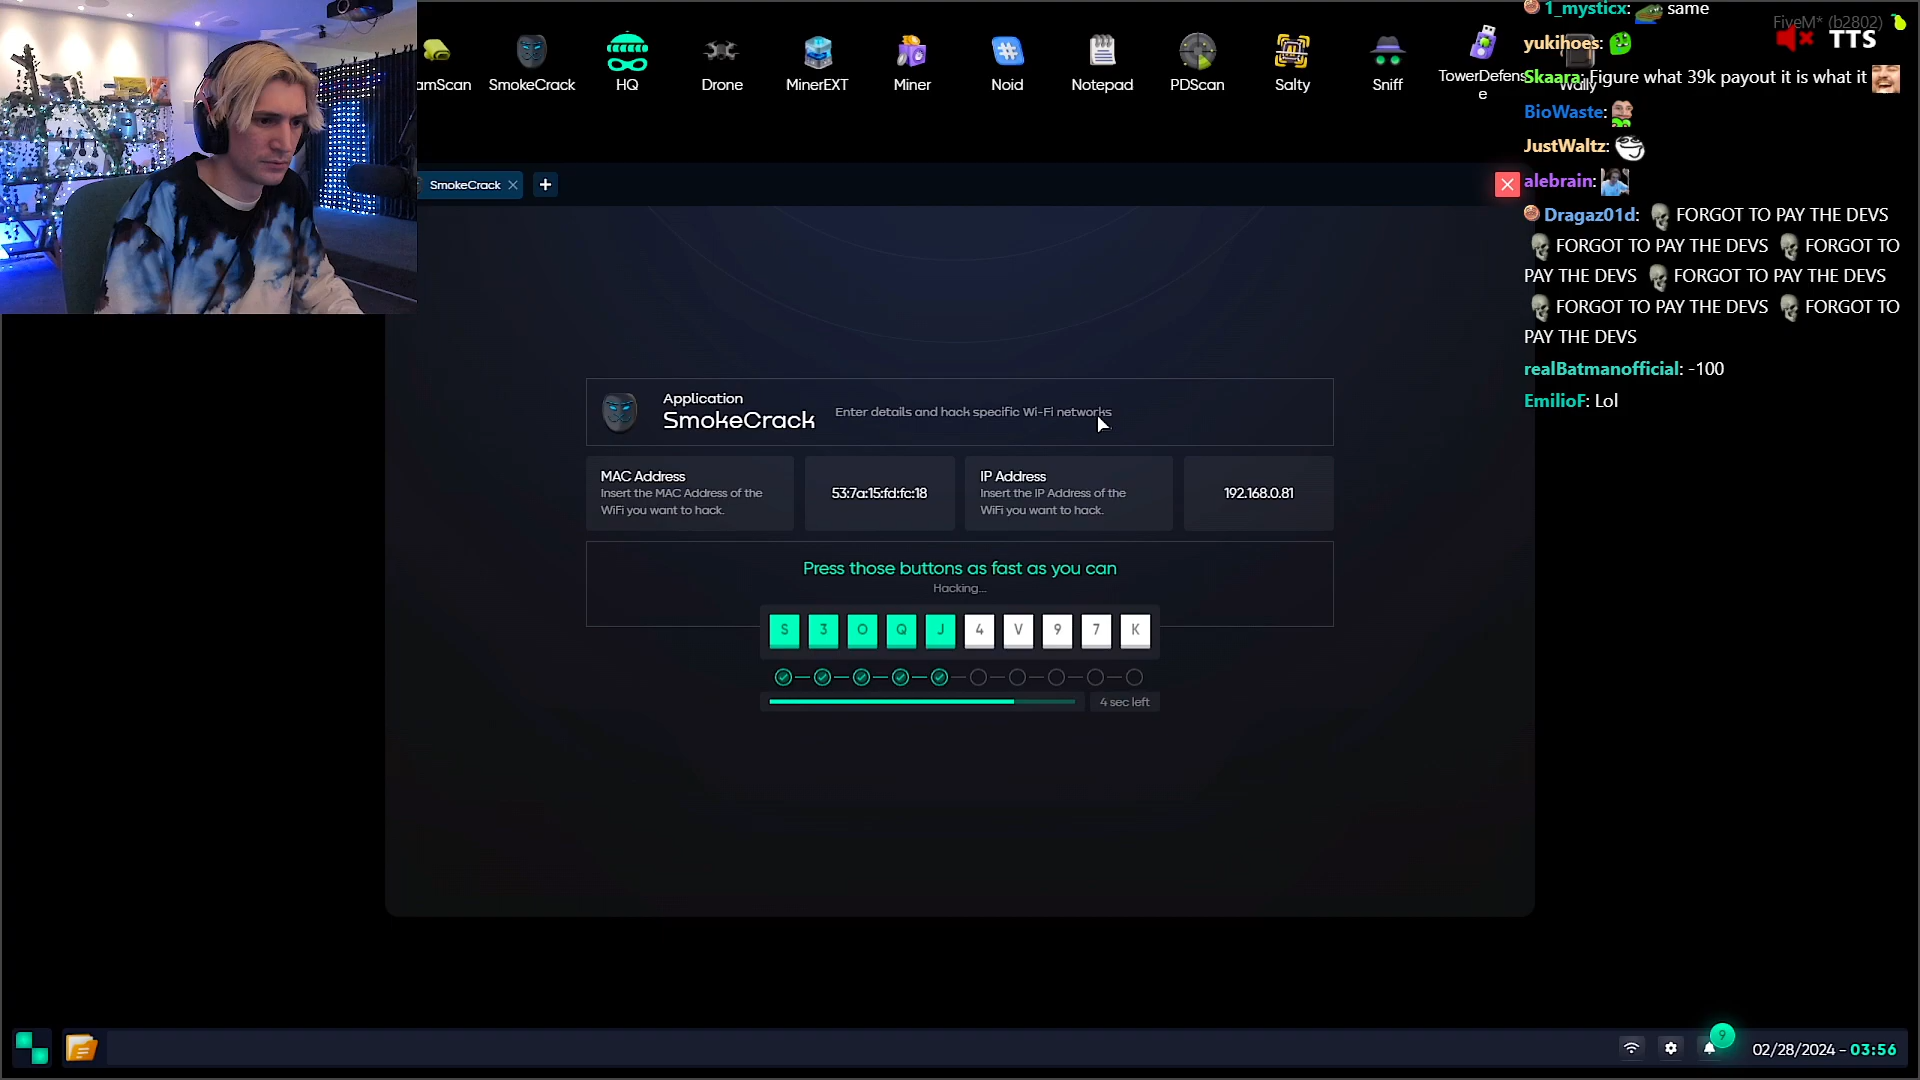 amScan
SmokeCrack
HQ
Drone
MinerEXT
Miner
Noid
Notepad
PDScan
Salty
Sniff
TowerDefens
e
Wally
FiveM* (b2802)
TTS
1_mysticx: same
yukihoes:
Skaara: Figure what 39k payout it is what it
BioWaste:
JustWaltz:
alebrain:
Dragaz01d: FORGOT TO PAY THE DEVS
FORGOT TO PAY THE DEVS FORGOT TO
PAY THE DEVS FORGOT TO PAY THE DEVS
FORGOT TO PAY THE DEVS FORGOT TO
PAY THE DEVS
realBatmanofficial: -100
EmilioF: Lol
SmokeCrack
Application
SmokeCrack
Enter details and hack specific Wi-Fi networks
MAC Address
Insert the MAC Address of the
WiFi you want to hack.
53:7a:15:fd:fc:18
IP Address
Insert the IP Address of the
WiFi you want to hack.
192.168.0.81
Press those buttons as fast as you can
Hacking...
S 3 O Q J 4 V 9 7 K
4 sec left
9
02/28/2024 - 03:56